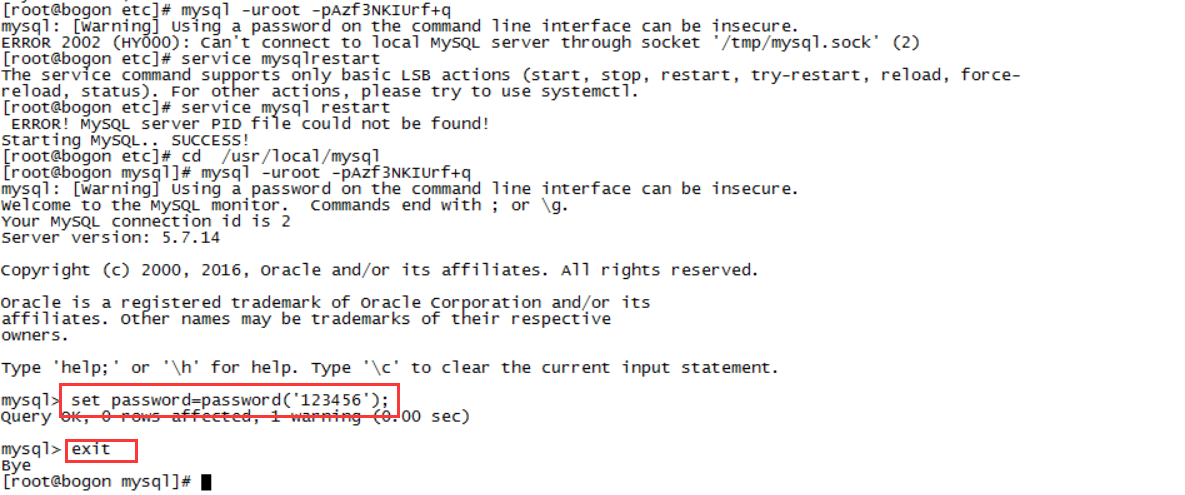 [root@bogon etc]# mysql -uroot -pAzf3NKIUrf+q
mysql: [Warning] Using a password on the command line interface can be insecure.
ERROR 2002 (HY000): Can't connect to local MySQL server through socket '/tmp/mysql.sock' (2)
[root@bogon etc]# service mysqlrestart
The service command supports only basic LSB actions (start, stop, restart, try-restart, reload, force-
reload, status). For other actions, please try to use systemctl.
[root@bogon etc]# service mysql restart
 ERROR! MySQL server PID file could not be found!
Starting MySQL.. SUCCESS!
[root@bogon etc]# cd  /usr/local/mysql
[root@bogon mysql]# mysql -uroot -pAzf3NKIUrf+q
mysql: [Warning] Using a password on the command line interface can be insecure.
Welcome to the MySQL monitor.  Commands end with ; or \g.
Your MySQL connection id is 2
Server version: 5.7.14
Copyright (c) 2000, 2016, Oracle and/or its affiliates. All rights reserved.
Oracle is a registered trademark of Oracle Corporation and/or its
affiliates. Other names may be trademarks of their respective
owners.
Type 'help;' or '\h' for help. Type '\c' to clear the current input statement.
mysql> set password=password('123456');
Query OK, 0 rows affected, 1 warning (0.00 sec)
mysql> exit
Bye
[root@bogon mysql]#